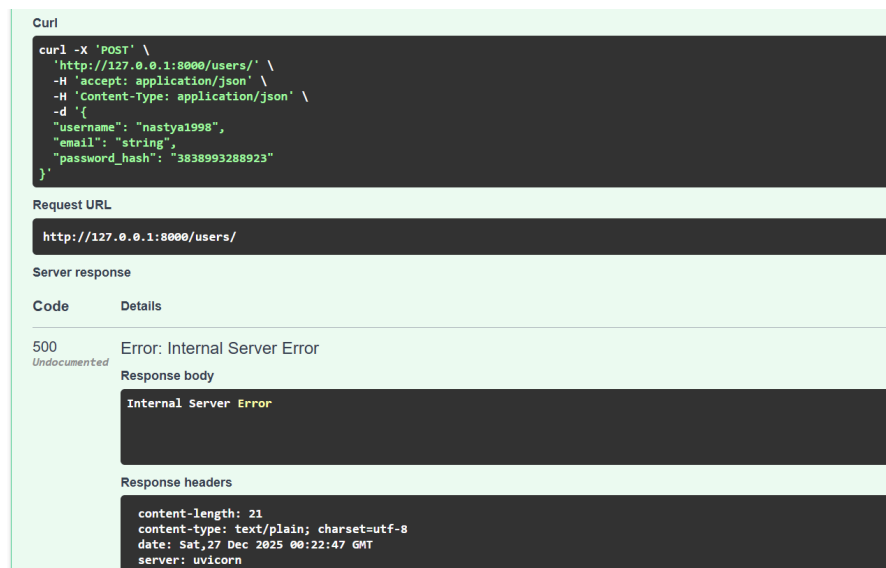 Curl
curl -X 'POST' \
  'http://127.0.0.1:8000/users/' \
  -H 'accept: application/json' \
  -H 'Content-Type: application/json' \
  -d '{
  "username": "nastya1998",
  "email": "string",
  "password_hash": "3838993288923"
}'
Request URL
http://127.0.0.1:8000/users/
Server response
Code Details
500 Error: Internal Server Error
Undocumented
Response body
Internal Server Error
Response headers
content-length: 21
content-type: text/plain; charset=utf-8
date: Sat,27 Dec 2025 00:22:47 GMT
server: uvicorn